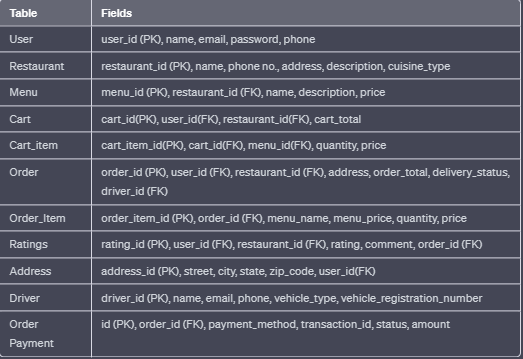 Table Fields
User user_id (PK), name, email, password, phone
Restaurant restaurant_id (PK), name, phone no., address, description, cuisine_type
Menu menu_id (PK), restaurant_id (FK), name, description, price
Cart cart_id(PK), user_id(FK), restaurant_id(FK), cart_total
Cart_item cart_item_id(PK), cart_id(FK), menu_id(FK), quantity, price
Order order_id (PK), user_id (FK), restaurant_id (FK), address, order_total, delivery_status,
driver_id (FK)
Order_Item order_item_id (PK), order_id (FK), menu_name, menu_price, quantity, price
Ratings rating_id (PK), user_id (FK), restaurant_id (FK), rating, comment, order_id (FK)
Address address_id (PK), street, city, state, zip_code, user_id(FK)
Driver driver_id (PK), name, email, phone, vehicle_type, vehicle_registration_number
Order id (PK), order_id (FK), payment_method, transaction_id, status, amount
Payment